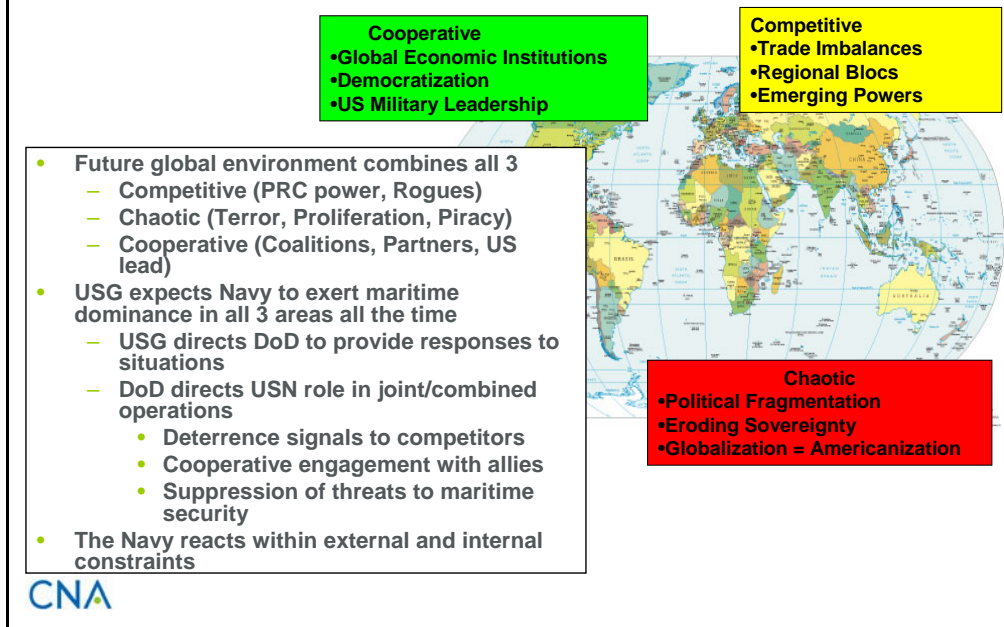 Cooperative
•Global Economic Institutions
•Democratization
•US Military Leadership
Competitive
•Trade Imbalances
•Regional Blocs
•Emerging Powers
• Future global environment combines all 3
– Competitive (PRC power, Rogues)
– Chaotic (Terror, Proliferation, Piracy)
– Cooperative (Coalitions, Partners, US
lead)
• USG expects Navy to exert maritime
dominance in all 3 areas all the time
– USG directs DoD to provide responses to
situations
– DoD directs USN role in joint/combined
operations
• Deterrence signals to competitors
• Cooperative engagement with allies
• Suppression of threats to maritime
security
• The Navy reacts within external and internal
constraints
CHINA
BRAZIL
AUSTRALIA
Chaotic
•Political Fragmentation
•Eroding Sovereignty
•Globalization = Americanization
CNA